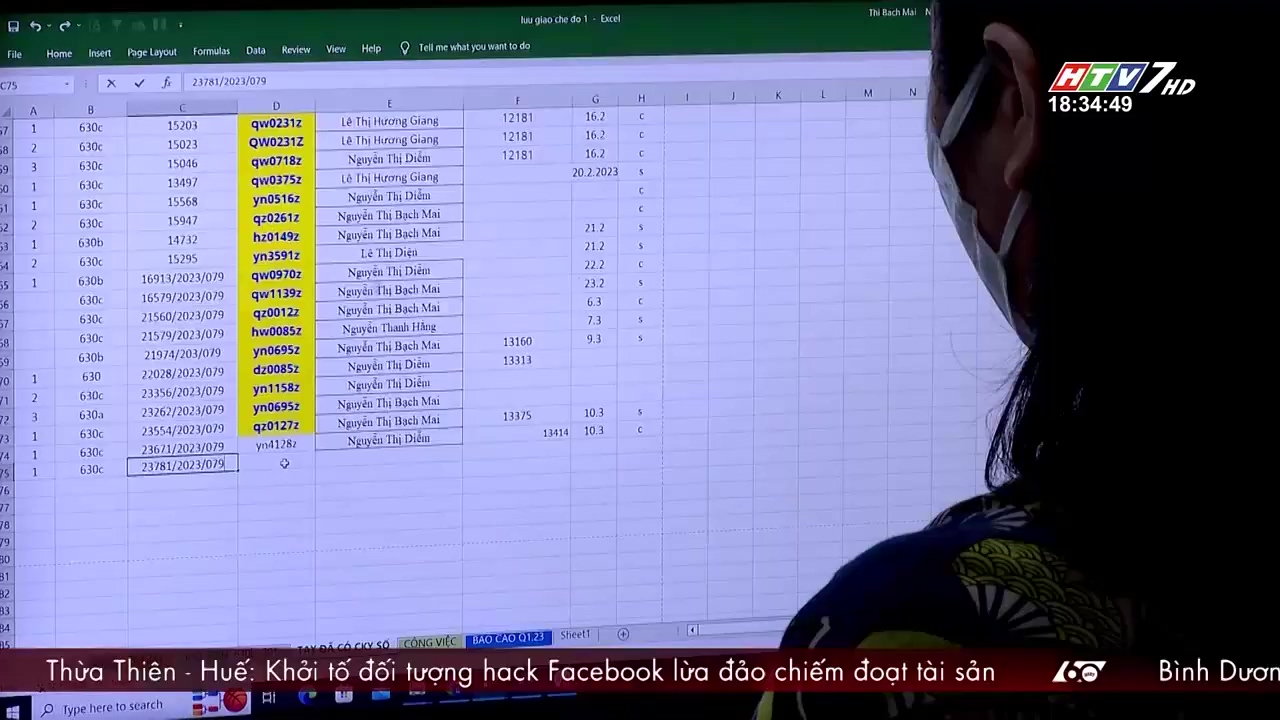 lưu giao che đo 1 - Excel
Thi Bach Mai
HTV7 HD
18:34:49
File Home Insert Page Layout Formulas Data Review View Help Tell me what you want to do
C75 fx 23781/2023/079
A B C D E F G H I J K L M N
1 630c 15203 qw0231z Lê Thị Hương Giang 12181 16.2 c
2 630c 15023 QW0231Z Lê Thị Hương Giang 12181 16.2 c
3 630c 15046 qw0718z Nguyễn Thị Diễm 12181 16.2 c
1 630c 13497 qw0375z Lê Thị Hương Giang 20.2.2023 s
1 630c 15568 yn0516z Nguyễn Thị Diễm c
2 630c 15947 qz0261z Nguyễn Thị Bạch Mai c
1 630b 14732 hz0149z Nguyễn Thị Bạch Mai 21.2 s
2 630c 15295 yn3591z Lê Thị Diện 21.2 s
1 630b 16913/2023/079 qw0970z Nguyễn Thị Diễm 22.2 c
630c 16579/2023/079 qw1139z Nguyễn Thị Bạch Mai 23.2 s
630c 21560/2023/079 qz0012z Nguyễn Thị Bạch Mai 6.3 c
630c 21579/2023/079 hw0085z Nguyễn Thanh Hằng 7.3 s
630b 21974/203/079 yn0695z Nguyễn Thị Bạch Mai 13160 9.3 s
1 630 22028/2023/079 dz0085z Nguyễn Thị Diễm 13313
2 630c 23356/2023/079 yn1158z Nguyễn Thị Diễm
3 630a 23262/2023/079 yn0695z Nguyễn Thị Bạch Mai
1 630c 23554/2023/079 qz0127z Nguyễn Thị Bạch Mai 13375 10.3 s
1 630c 23671/2023/079 yn4128z Nguyễn Thị Diễm 13414 10.3 c
1 630c 23781/2023/079
TAY ĐÃ CÓ CKY SỐ CÔNG VIỆC BAO CAO Q1.23 Sheet1
Thừa Thiên - Huế: Khởi tố đối tượng hack Facebook lừa đảo chiếm đoạt tài sản 60 giây Bình Dươn
Type here to search